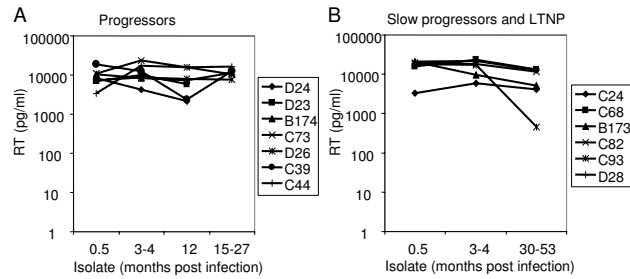 A
Progressors
100000
10000
1000
100
10
1
RT (pg/ml)
0.5 3-4 12 15-27
Isolate (months post infection)
D24
D23
B174
C73
D26
C39
C44
B
Slow progressors and LTNP
100000
10000
1000
100
10
1
RT (pg/ml)
0.5 3-4 30-53
Isolate (months post infection)
C24
C68
B173
C82
C93
D28